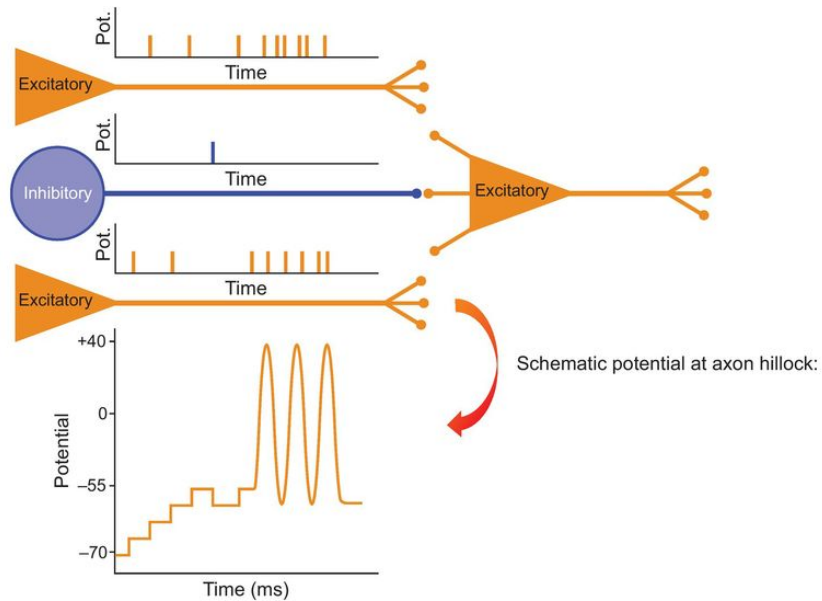 Pot.
Time
Excitatory
Pot.
Time
Inhibitory
Excitatory
Pot.
Time
Excitatory
Schematic potential at axon hillock:
Potential
+40
0
–55
–70
Time (ms)